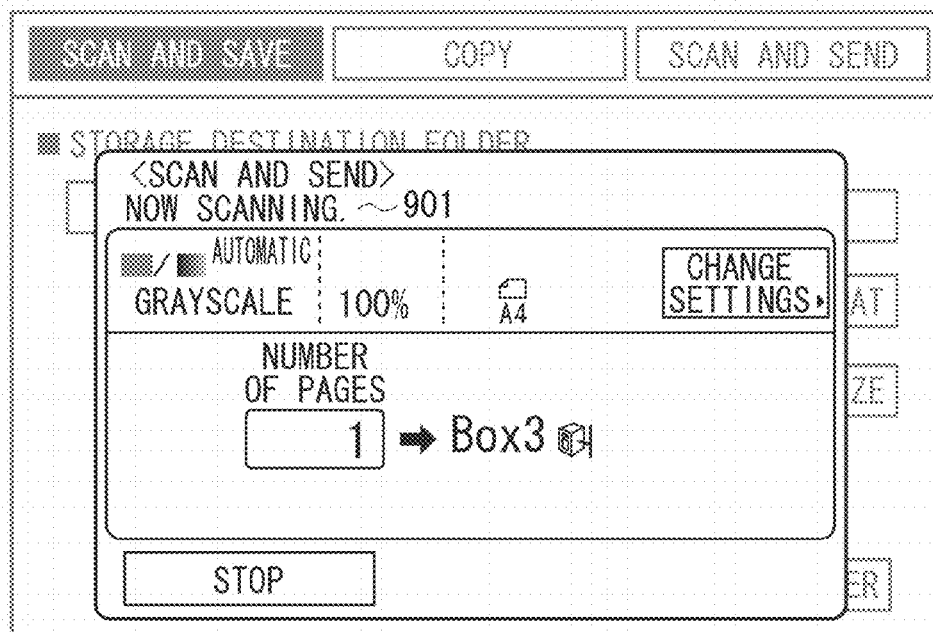 SCAN AND SAVE
COPY
SCAN AND SEND
STORAGE DESTINATION FOLDER
<SCAN AND SEND>
NOW SCANNING. ~901
/ AUTOMATIC
GRAYSCALE
100%
A4
CHANGE
SETTINGS
AT
NUMBER
OF PAGES
ZE
1 ➡ Box3
STOP
ER